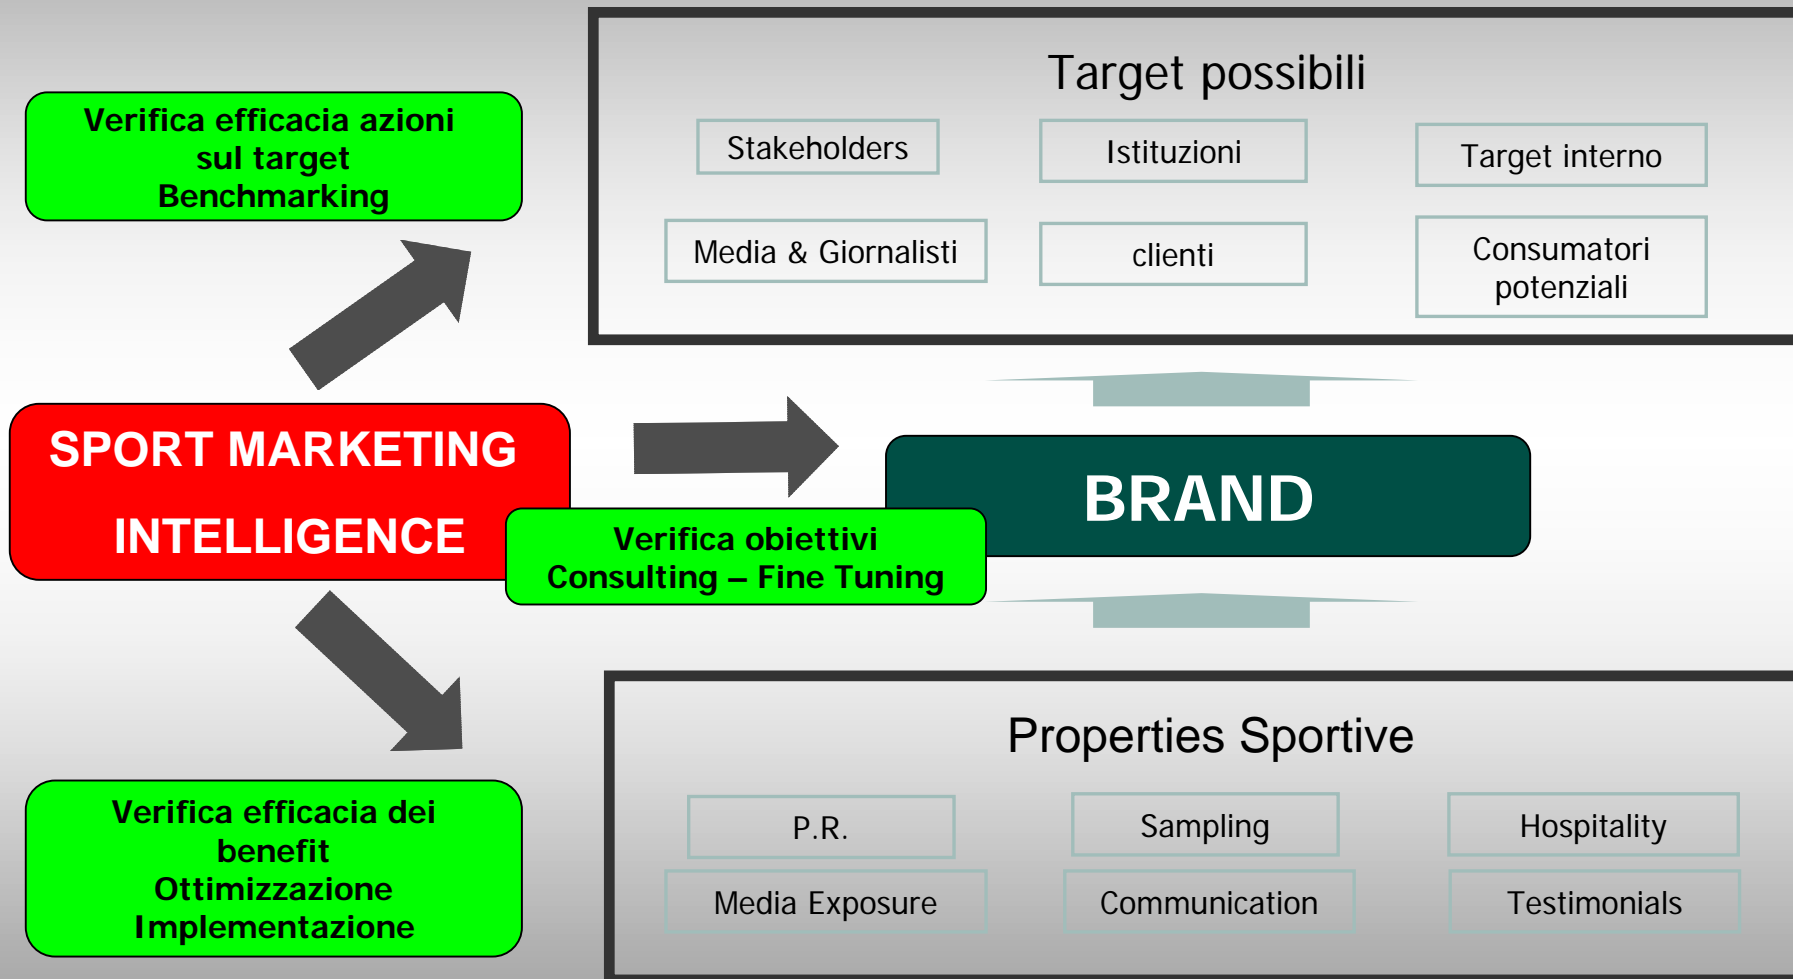 Target possibili
Verifica efficacia azioni
sul target
Benchmarking
Stakeholders
Istituzioni
Target interno
Media & Giornalisti
clienti
Consumatori
potenziali
SPORT MARKETING
INTELLIGENCE
BRAND
Verifica obiettivi
Consulting – Fine Tuning
Properties Sportive
Verifica efficacia dei
benefit
Ottimizzazione
Implementazione
P.R.
Sampling
Hospitality
Media Exposure
Communication
Testimonials